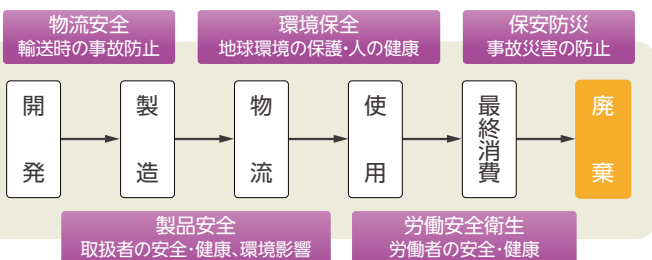 物流安全
輸送時の事故防止
環境保全
地球環境の保護・人の健康
保安防災
事故災害の防止
開発
製造
物流
使用
最終消費
廃棄
製品安全
取扱者の安全・健康、環境影響
労働安全衛生
労働者の安全・健康